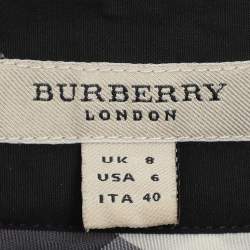 BURBERRY
LONDON
UK 8
USA 6
ITA 40